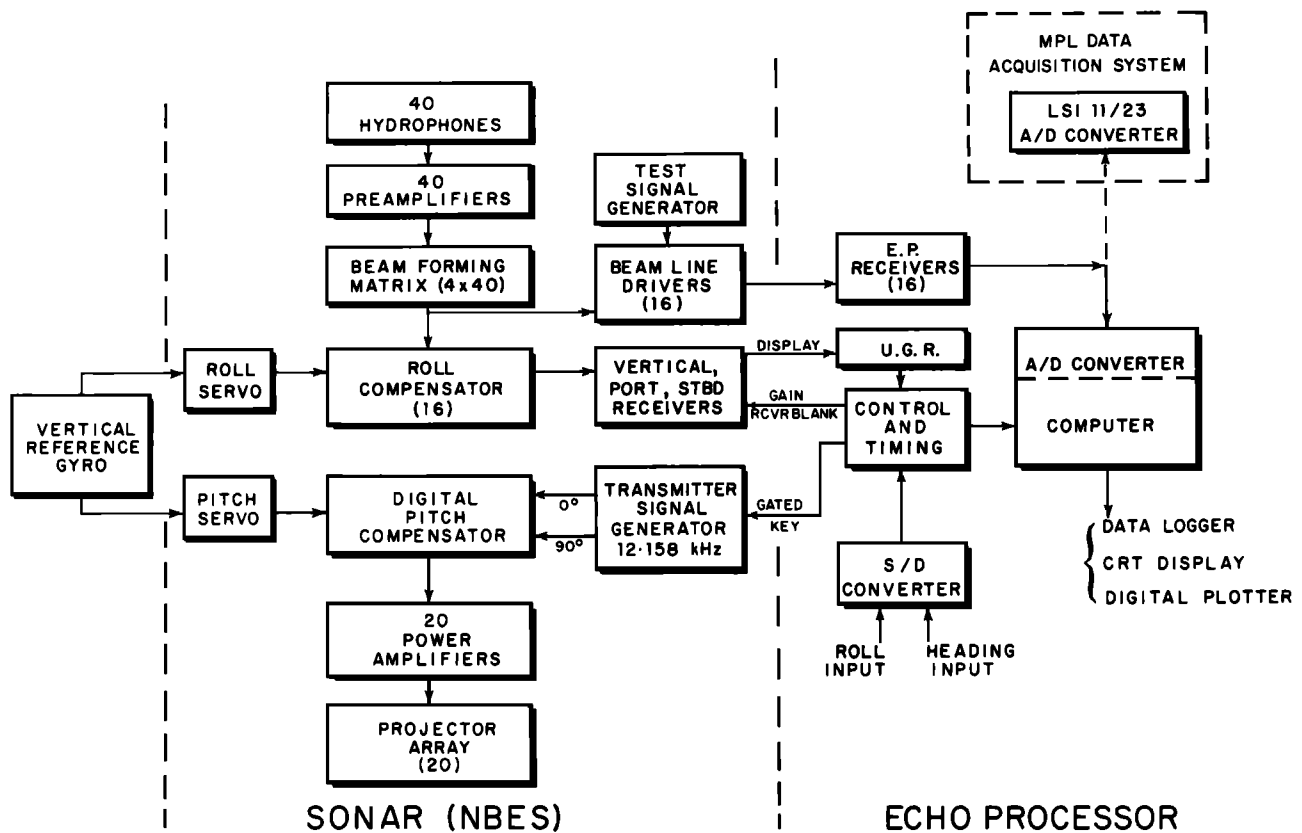 MPL DATA
ACQUISITION SYSTEM
LSI 11/23
A/D CONVERTER
40
HYDROPHONES
40
PREAMPLIFIERS
BEAM FORMING
MATRIX (4x40)
TEST
SIGNAL
GENERATOR
BEAM LINE
DRIVERS
(16)
E.P.
RECEIVERS
(16)
ROLL
SERVO
ROLL
COMPENSATOR
(16)
VERTICAL,
PORT, STBD
RECEIVERS
DISPLAY
U.G.R.
GAIN
RCVR BLANK
CONTROL
AND
TIMING
A/D CONVERTER
COMPUTER
VERTICAL
REFERENCE
GYRO
PITCH
SERVO
DIGITAL
PITCH
COMPENSATOR
0°
90°
TRANSMITTER
SIGNAL
GENERATOR
12·158 kHz
GATED
KEY
S/D
CONVERTER
ROLL
INPUT
HEADING
INPUT
DATA LOGGER
CRT DISPLAY
DIGITAL PLOTTER
20
POWER
AMPLIFIERS
PROJECTOR
ARRAY
(20)
SONAR (NBES)
ECHO PROCESSOR